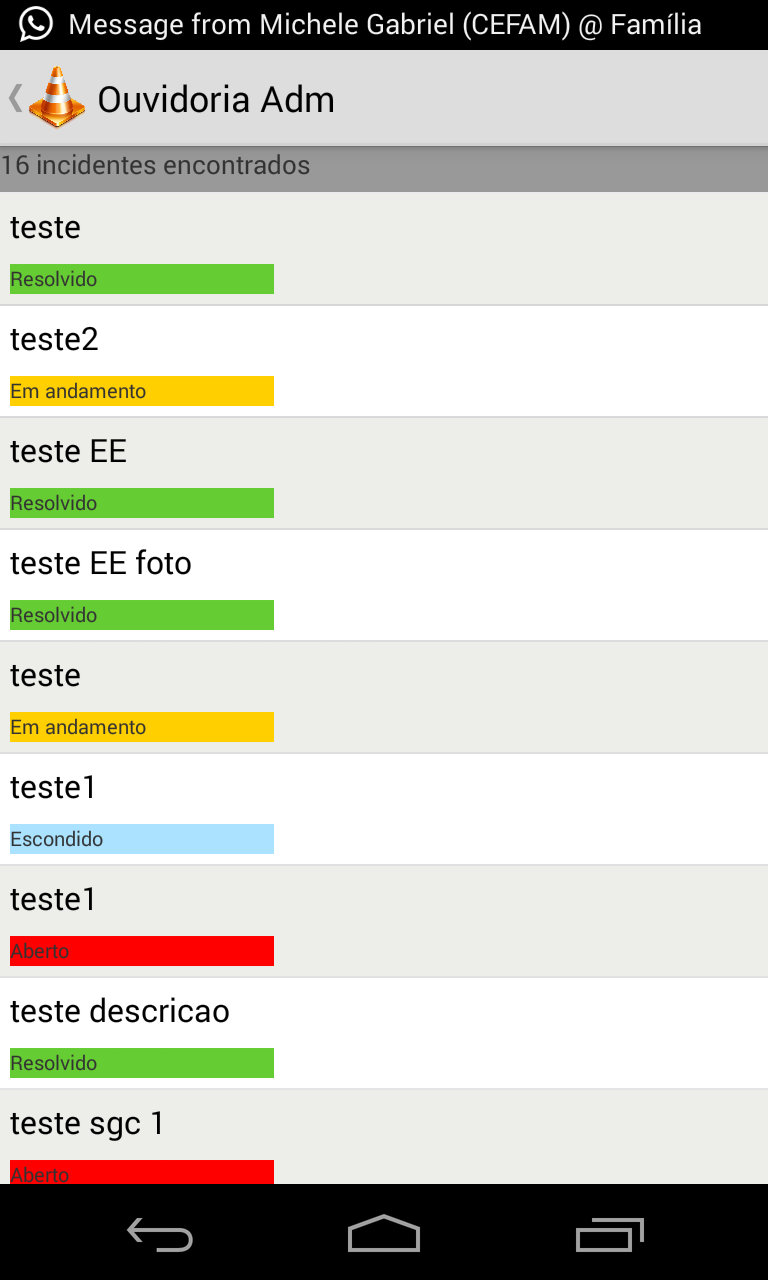 Message from Michele Gabriel (CEFAM) @ Família
Ouvidoria Adm
16 incidentes encontrados
teste
Resolvido
teste2
Em andamento
teste EE
Resolvido
teste EE foto
Resolvido
teste
Em andamento
teste1
Escondido
teste1
Aberto
teste descricao
Resolvido
teste sgc 1
Aberto